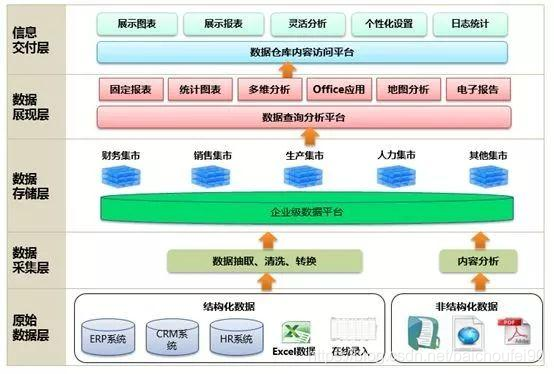 信息
交付层
展示图表
展示报表
灵活分析
个性化设置
日志统计
数据仓库内容访问平台
数据
展现层
固定报表
统计图表
多维分析
Office应用
地图分析
电子报告
数据查询分析平台
数据
存储层
财务集市
销售集市
生产集市
人力集市
其他集市
企业级数据平台
数据
采集层
数据抽取、清洗、转换
内容分析
原始
数据层
结构化数据
ERP系统
CRM系
统
HR系统
Excel数据
在线录入
非结构化数据
PDF